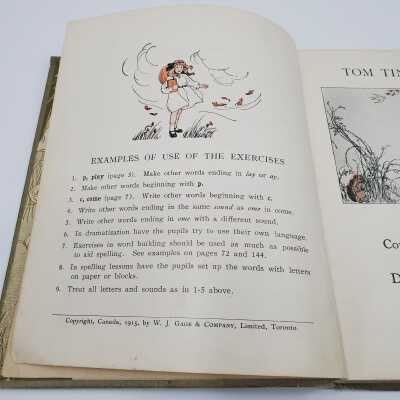 EXAMPLES OF USE OF THE EXERCISES
1. p, play (page 5). Make other words ending in lay or ay.
2. Make other words beginning with p.
3. c, come (page 7). Write other words beginning with c.
4. Write other words ending in the same sound as ome in come.
5. Write other words ending in ome with a different sound.
6. In dramatization have the pupils try to use their own language.
7. Exercises in word building should be used as much as possible
to aid spelling. See examples on pages 72 and 144.
8. In spelling lessons have the pupils set up the words with letters
on paper or blocks.
9. Treat all letters and sounds as in 1-5 above.
Copyright, Canada, 1915, by W. J. GAGE & COMPANY, Limited, Toronto.
TOM TIN
Co
D